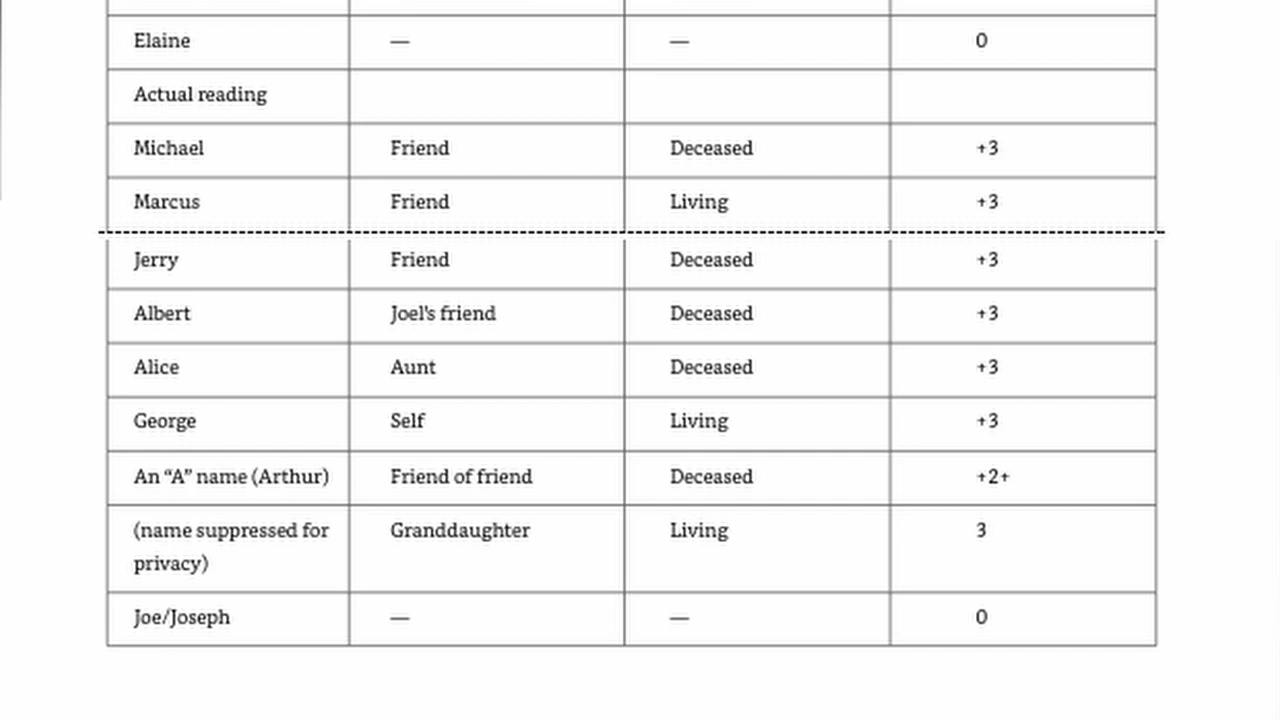 Elaine — — 0
Actual reading
Michael Friend Deceased +3
Marcus Friend Living +3
Jerry Friend Deceased +3
Albert Joel's friend Deceased +3
Alice Aunt Deceased +3
George Self Living +3
An “A” name (Arthur) Friend of friend Deceased +2+
(name suppressed for Granddaughter Living 3
privacy)
Joe/Joseph — — 0